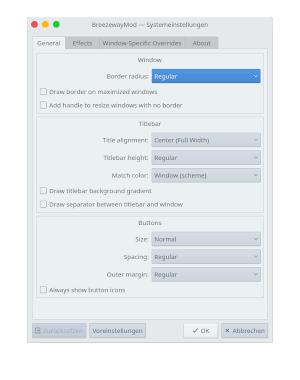 BreezewayMod — Systemeinstellungen
General Effects Window-Specific Overrides About
Window
Border radius: Regular
Draw border on maximized windows
Add handle to resize windows with no border
Titlebar
Title alignment: Center (Full Width)
Titlebar height: Regular
Match color: Window (scheme)
Draw titlebar background gradient
Draw separator between titlebar and window
Buttons
Size: Normal
Spacing: Regular
Outer margin: Regular
Always show button icons
Zurücksetzen Voreinstellungen OK Abbrechen